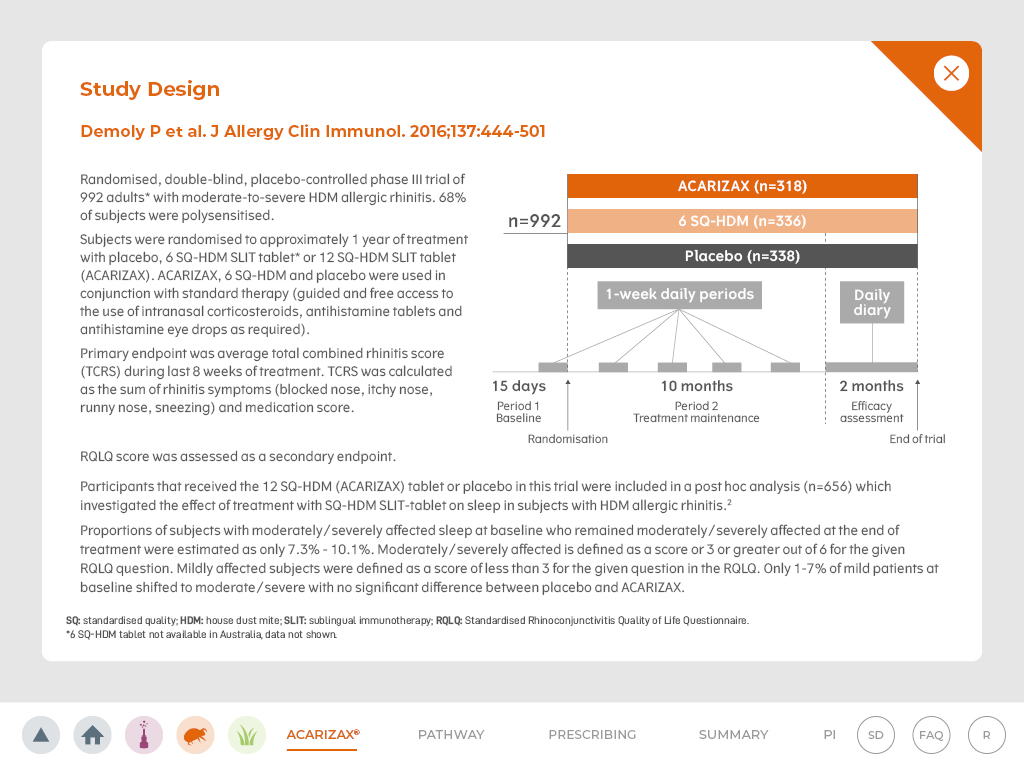 Study Design
Demoly P et al. J Allergy Clin Immunol. 2016;137:444-501
Randomised, double-blind, placebo-controlled phase III trial of
992 adults* with moderate-to-severe HDM allergic rhinitis. 68%
of subjects were polysensitised.
Subjects were randomised to approximately 1 year of treatment
with placebo, 6 SQ-HDM SLIT tablet* or 12 SQ-HDM SLIT tablet
(ACARIZAX). ACARIZAX, 6 SQ-HDM and placebo were used in
conjunction with standard therapy (guided and free access to
the use of intranasal corticosteroids, antihistamine tablets and
antihistamine eye drops as required).
Primary endpoint was average total combined rhinitis score
(TCRS) during last 8 weeks of treatment. TCRS was calculated
as the sum of rhinitis symptoms (blocked nose, itchy nose,
runny nose, sneezing) and medication score.
RQLQ score was assessed as a secondary endpoint.
ACARIZAX (n=318)
n=992
6 SQ-HDM (n=336)
Placebo (n=338)
1-week daily periods
Daily
diary
15 days
10 months
2 months
Period 1
Baseline
Period 2
Treatment maintenance
Efficacy
assessment
Randomisation
End of trial
Participants that received the 12 SQ-HDM (ACARIZAX) tablet or placebo in this trial were included in a post hoc analysis (n=656) which
investigated the effect of treatment with SQ-HDM SLIT-tablet on sleep in subjects with HDM allergic rhinitis.²
Proportions of subjects with moderately/severely affected sleep at baseline who remained moderately/severely affected at the end of
treatment were estimated as only 7.3% - 10.1%. Moderately/severely affected is defined as a score or 3 or greater out of 6 for the given
RQLQ question. Mildly affected subjects were defined as a score of less than 3 for the given question in the RQLQ. Only 1-7% of mild patients at
baseline shifted to moderate/severe with no significant difference between placebo and ACARIZAX.
SQ: standardised quality; HDM: house dust mite; SLIT: sublingual immunotherapy; RQLQ: Standardised Rhinoconjunctivitis Quality of Life Questionnaire.
*6 SQ-HDM tablet not available in Australia, data not shown.
ACARIZAX®
PATHWAY
PRESCRIBING
SUMMARY
PI
SD
FAQ
R